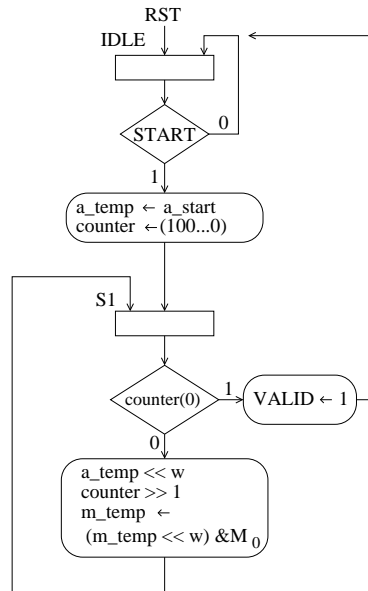 RST
IDLE
START
0
1
a_temp ← a_start
counter ←(100...0)
S1
counter(0)
1
VALID ← 1
0
a_temp << w
counter >> 1
m_temp ←
(m_temp << w) &M₀